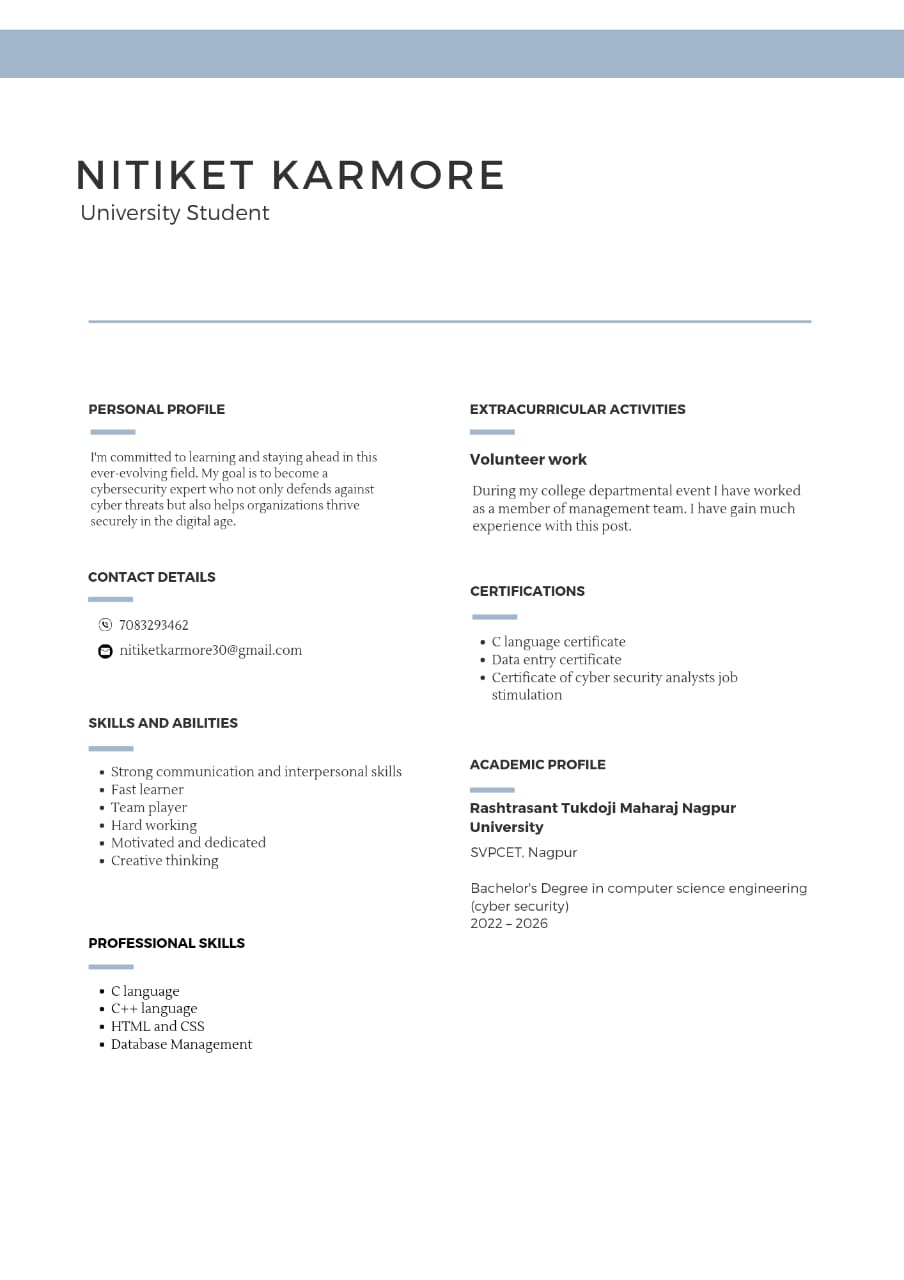 NITIKET KARMORE
University Student
PERSONAL PROFILE
I'm committed to learning and staying ahead in this
ever-evolving field. My goal is to become a
cybersecurity expert who not only defends against
cyber threats but also helps organizations thrive
securely in the digital age.
CONTACT DETAILS
7083293462
nitiketkarmore30@gmail.com
SKILLS AND ABILITIES
• Strong communication and interpersonal skills
• Fast learner
• Team player
• Hard working
• Motivated and dedicated
• Creative thinking
PROFESSIONAL SKILLS
• C language
• C++ language
• HTML and CSS
• Database Management
EXTRACURRICULAR ACTIVITIES
Volunteer work
During my college departmental event I have worked
as a member of management team. I have gain much
experience with this post.
CERTIFICATIONS
• C language certificate
• Data entry certificate
• Certificate of cyber security analysts job
stimulation
ACADEMIC PROFILE
Rashtrasant Tukdoji Maharaj Nagpur
University
SVPCET, Nagpur
Bachelor's Degree in computer science engineering
(cyber security)
2022 – 2026